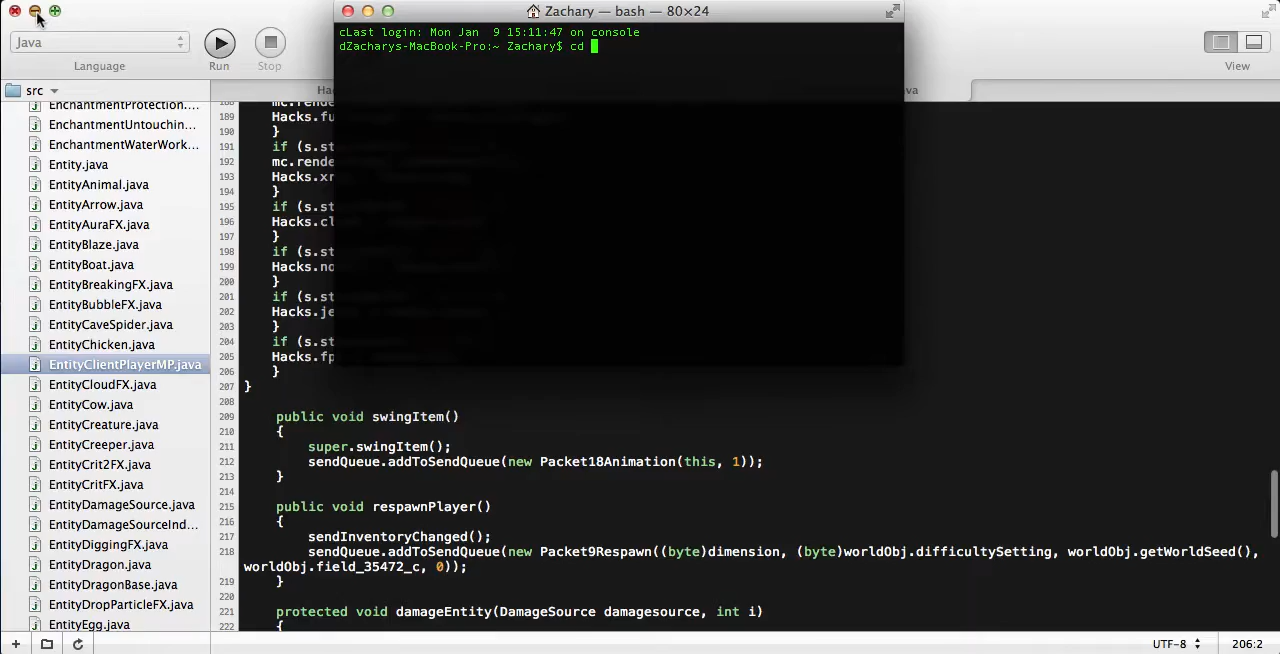 Zachary — bash — 80×24
cLast login: Mon Jan  9 15:11:47 on console
dZacharys-MacBook-Pro:~ Zachary$ cd
Java
Language
Run
Stop
View
src
Ha
va
EnchantmentProtection....
EnchantmentUntouchin...
EnchantmentWaterWork...
Entity.java
EntityAnimal.java
EntityArrow.java
EntityAuraFX.java
EntityBlaze.java
EntityBoat.java
EntityBreakingFX.java
EntityBubbleFX.java
EntityCaveSpider.java
EntityChicken.java
EntityClientPlayerMP.java
EntityCloudFX.java
EntityCow.java
EntityCreature.java
EntityCreeper.java
EntityCrit2FX.java
EntityCritFX.java
EntityDamageSource.java
EntityDamageSourceInd...
EntityDiggingFX.java
EntityDragon.java
EntityDragonBase.java
EntityDropParticleFX.java
EntityEgg.java
188 mc.rende
189 Hacks.fu
190 }
191 if (s.st
192 mc.rende
193 Hacks.xr
194 }
195 if (s.st
196 Hacks.cl
197 }
198 if (s.st
199 Hacks.no
200 }
201 if (s.st
202 Hacks.je
203 }
204 if (s.st
205 Hacks.fp
206 }
207 }
208
209 public void swingItem()
210 {
211 super.swingItem();
212 sendQueue.addToSendQueue(new Packet18Animation(this, 1));
213 }
214
215 public void respawnPlayer()
216 {
217 sendInventoryChanged();
218 sendQueue.addToSendQueue(new Packet9Respawn((byte)dimension, (byte)worldObj.difficultySetting, worldObj.getWorldSeed(),
worldObj.field_35472_c, 0));
219 }
220
221 protected void damageEntity(DamageSource damagesource, int i)
222 {
UTF-8
206:2